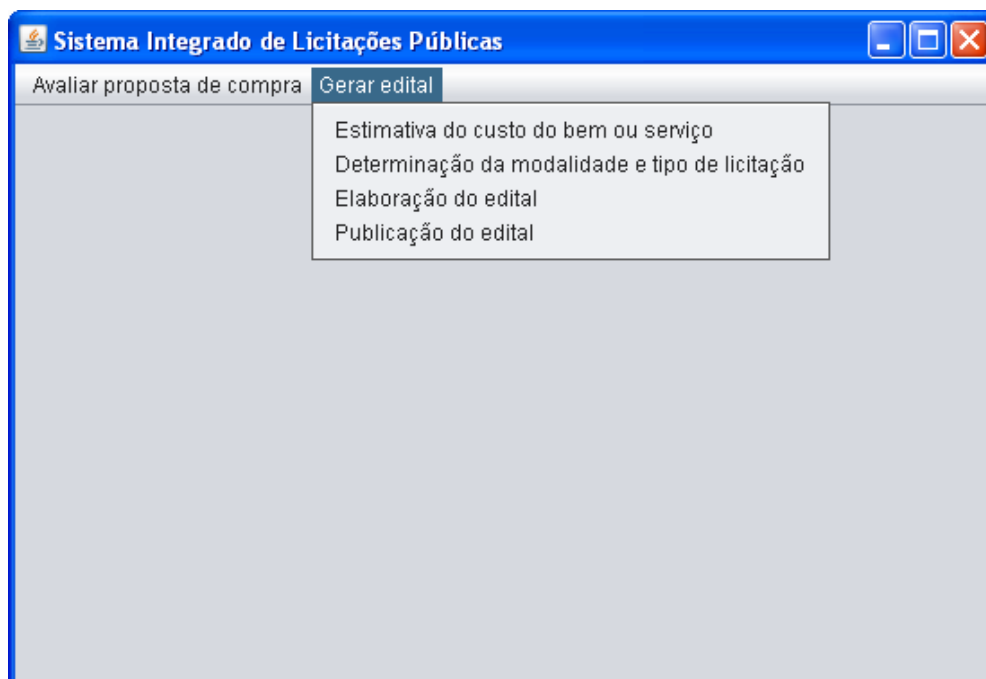 Sistema Integrado de Licitações Públicas
Avaliar proposta de compra Gerar edital
Estimativa do custo do bem ou serviço
Determinação da modalidade e tipo de licitação
Elaboração do edital
Publicação do edital